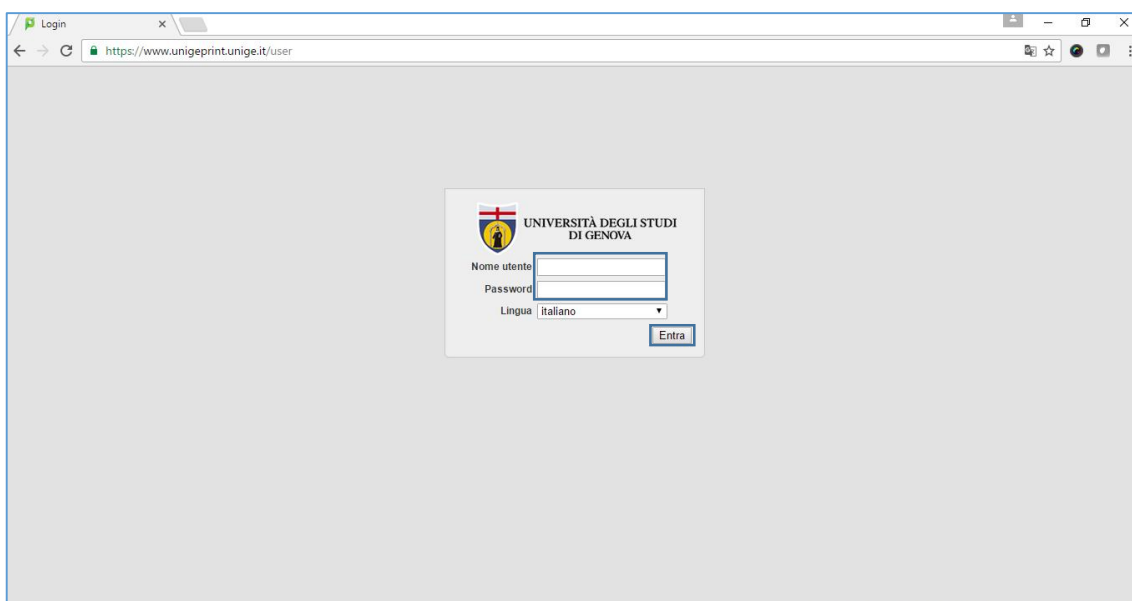 Login
https://www.unigeprint.unige.it/user
UNIVERSITÀ DEGLI STUDI
DI GENOVA
Nome utente
Password
Lingua italiano
Entra